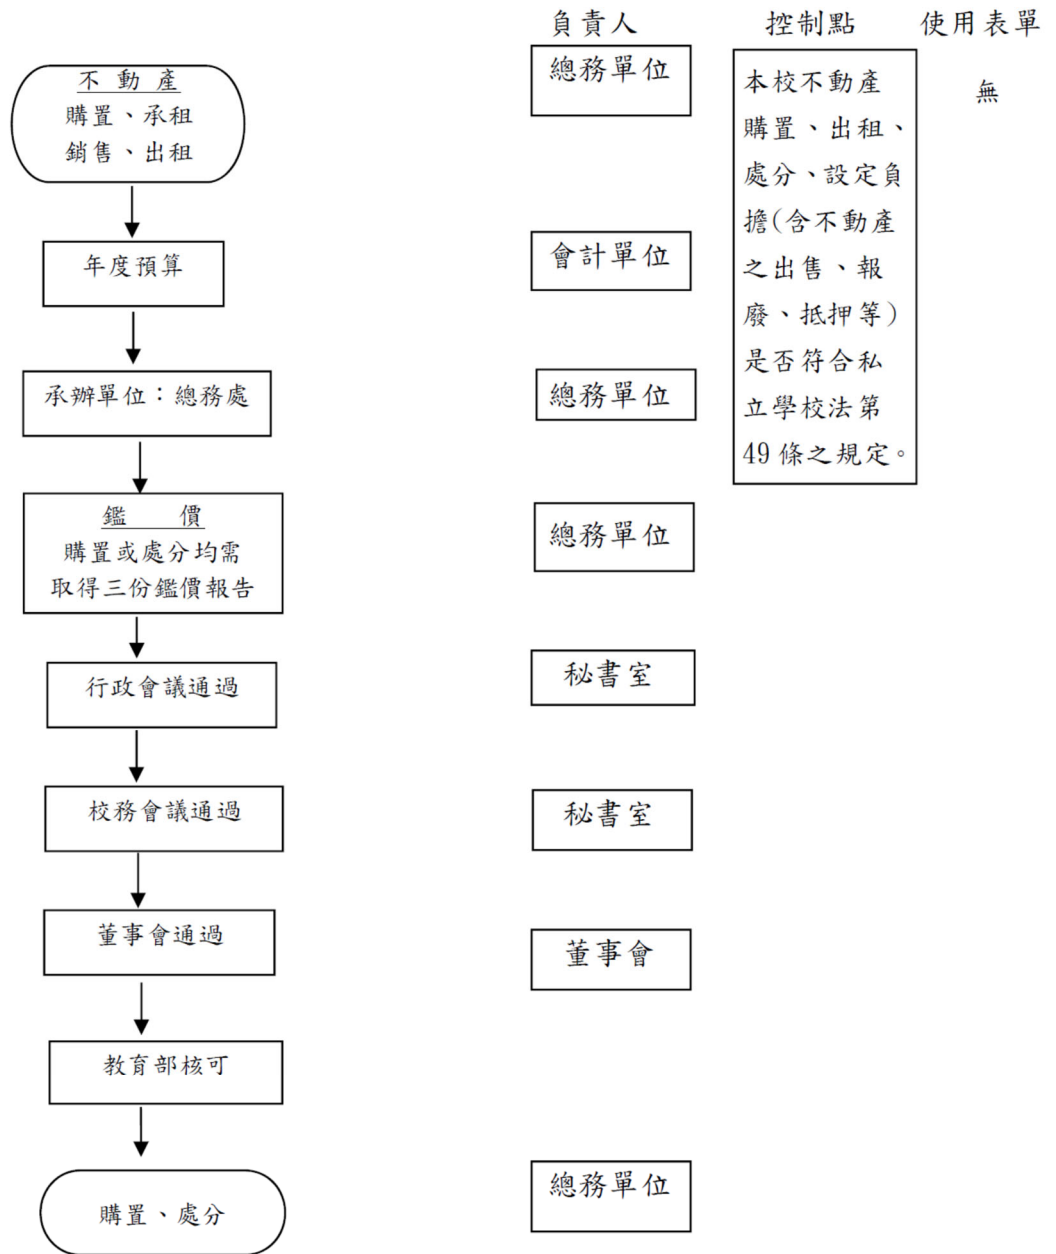 負責人 控制點 使用表單
不動產
購置、承租
銷售、出租
總務單位
本校不動產
購置、出租、
處分、設定負
擔(含不動產
之出售、報
廢、抵押等)
是否符合私
立學校法第
49條之規定。
無
年度預算
會計單位
承辦單位：總務處
總務單位
鑑 價
購置或處分均需
取得三份鑑價報告
總務單位
行政會議通過
秘書室
校務會議通過
秘書室
董事會通過
董事會
教育部核可
購置、處分
總務單位